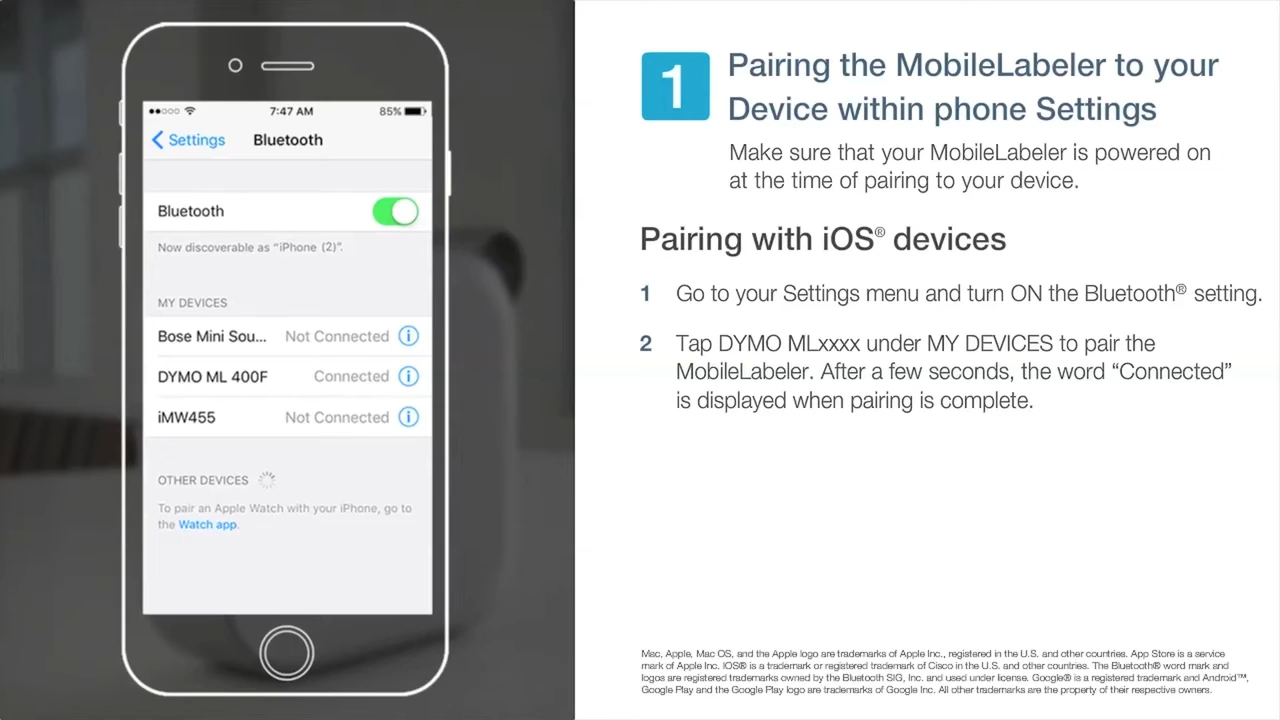 7:47 AM
85%
Settings
Bluetooth
Bluetooth
Now discoverable as “iPhone (2)”.
MY DEVICES
Bose Mini Sou... Not Connected
DYMO ML 400F Connected
iMW455 Not Connected
OTHER DEVICES
To pair an Apple Watch with your iPhone, go to
the Watch app.
1
Pairing the MobileLabeler to your
Device within phone Settings
Make sure that your MobileLabeler is powered on
at the time of pairing to your device.
Pairing with iOS® devices
1 Go to your Settings menu and turn ON the Bluetooth® setting.
2 Tap DYMO MLxxxx under MY DEVICES to pair the
MobileLabeler. After a few seconds, the word “Connected”
is displayed when pairing is complete.
Mac, Apple, Mac OS, and the Apple logo are trademarks of Apple Inc., registered in the U.S. and other countries. App Store is a service
mark of Apple Inc. IOS® is a trademark or registered trademark of Cisco in the U.S. and other countries. The Bluetooth® word mark and
logos are registered trademarks owned by the Bluetooth SIG, Inc. and used under license. Google® is a registered trademark and Android™,
Google Play and the Google Play logo are trademarks of Google Inc. All other trademarks are the property of their respective owners.